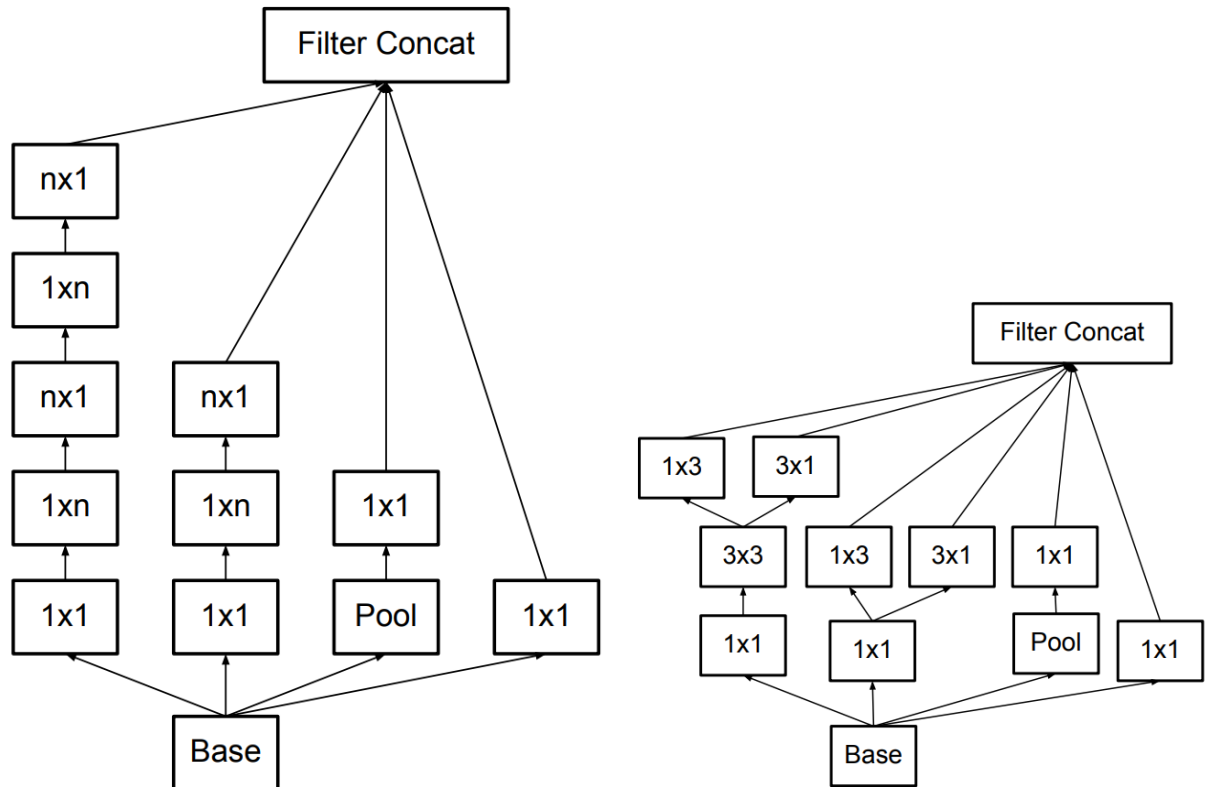 Filter Concat
nx1
1xn
nx1
nx1
1xn
1xn
1x1
1x1
1x1
Pool
1x1
Base
Filter Concat
1x3
3x1
3x3
1x3
3x1
1x1
1x1
1x1
Pool
1x1
Base